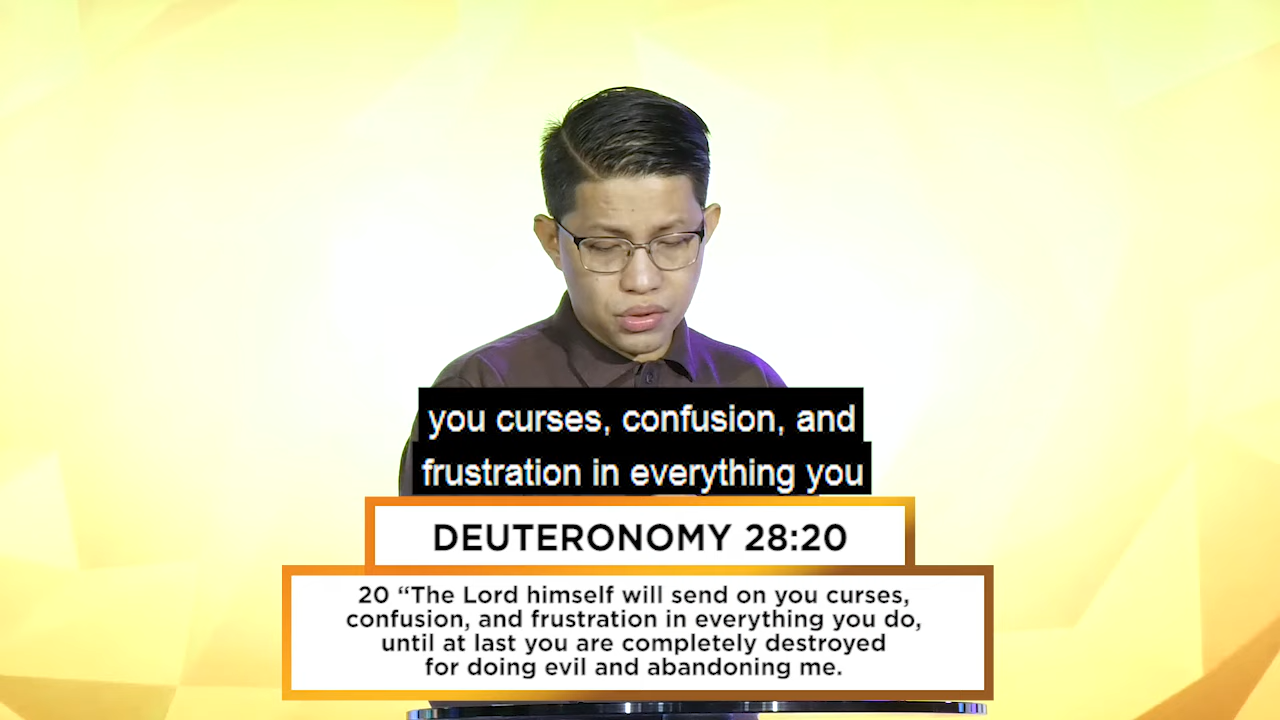 you curses, confusion, and
frustration in everything you
DEUTERONOMY 28:20
20 “The Lord himself will send on you curses,
confusion, and frustration in everything you do,
until at last you are completely destroyed
for doing evil and abandoning me.